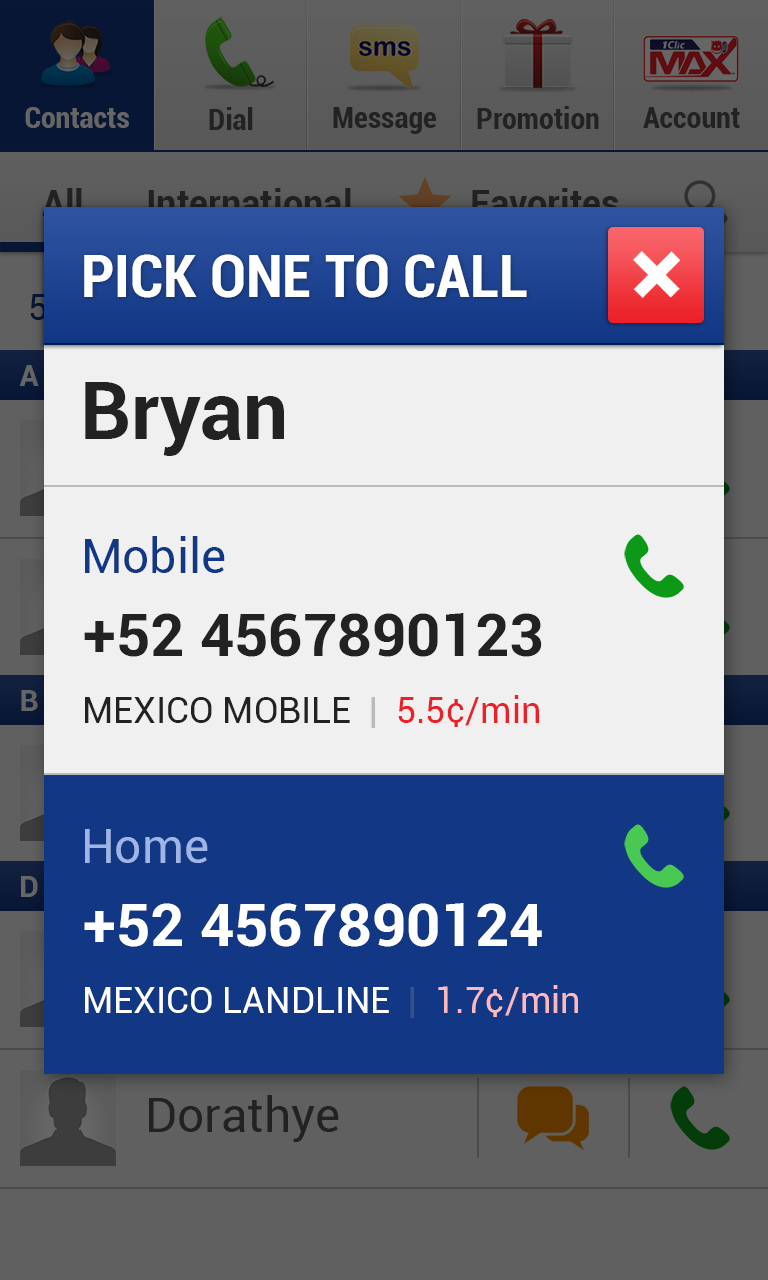 sms
1Clic
MAX
Contacts
Dial
Message
Promotion
Account
All
International
Favorites
PICK ONE TO CALL
5
A
Bryan
Mobile
+52 4567890123
MEXICO MOBILE | 5.5¢/min
B
Home
+52 4567890124
MEXICO LANDLINE | 1.7¢/min
D
Dorathye